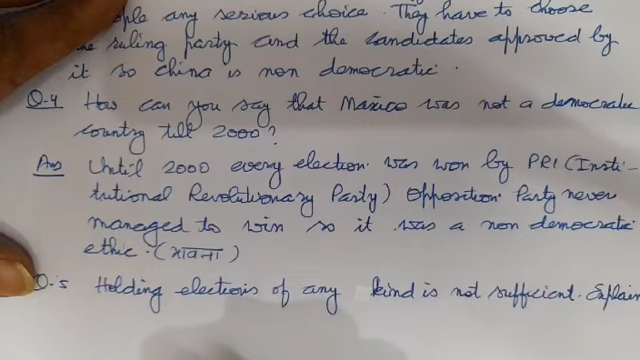 ople any serious choice. They have to choose
ruling party and the candidates approved by
it so China is non democratic.
Q-4 How can you say that Maxico was not a democratic
country till 2000?
Ans Until 2000 every election was won by PRI (Insti-
tutional Revolutionary Party) Opposition Party never
managed to win so it was a non democratic
ethic. (भावना)
Q.5 Holding elections of any kind is not sufficient. Explain